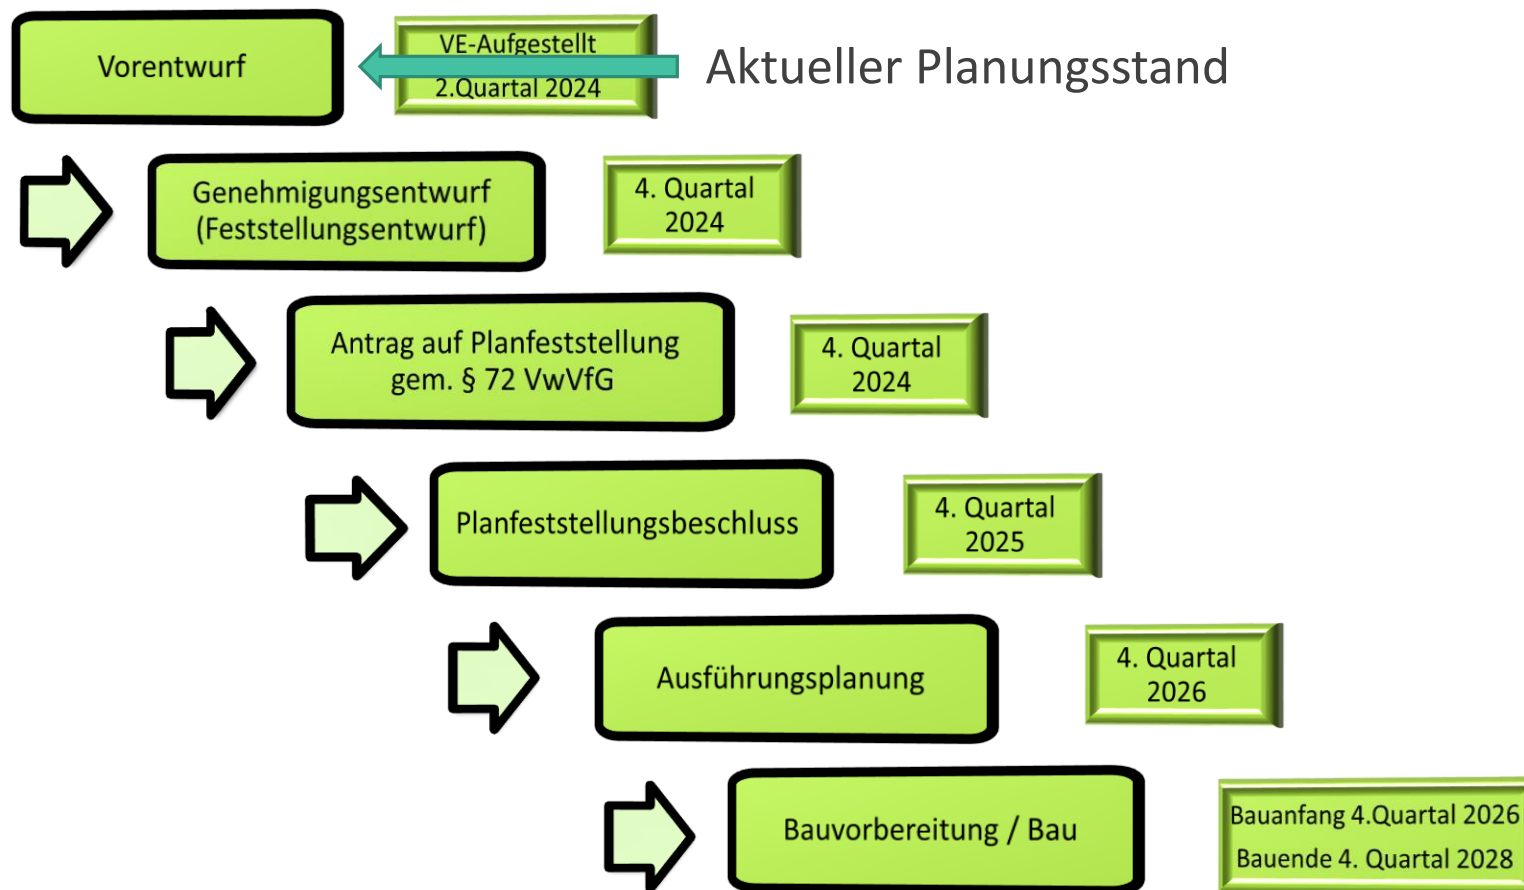 Vorentwurf
VE-Aufgestellt
2.Quartal 2024
Aktueller Planungsstand
Genehmigungsentwurf
(Feststellungsentwurf)
4. Quartal
2024
Antrag auf Planfeststellung
gem. § 72 VwVfG
4. Quartal
2024
Planfeststellungsbeschluss
4. Quartal
2025
Ausführungsplanung
4. Quartal
2026
Bauvorbereitung / Bau
Bauanfang 4.Quartal 2026
Bauende 4. Quartal 2028